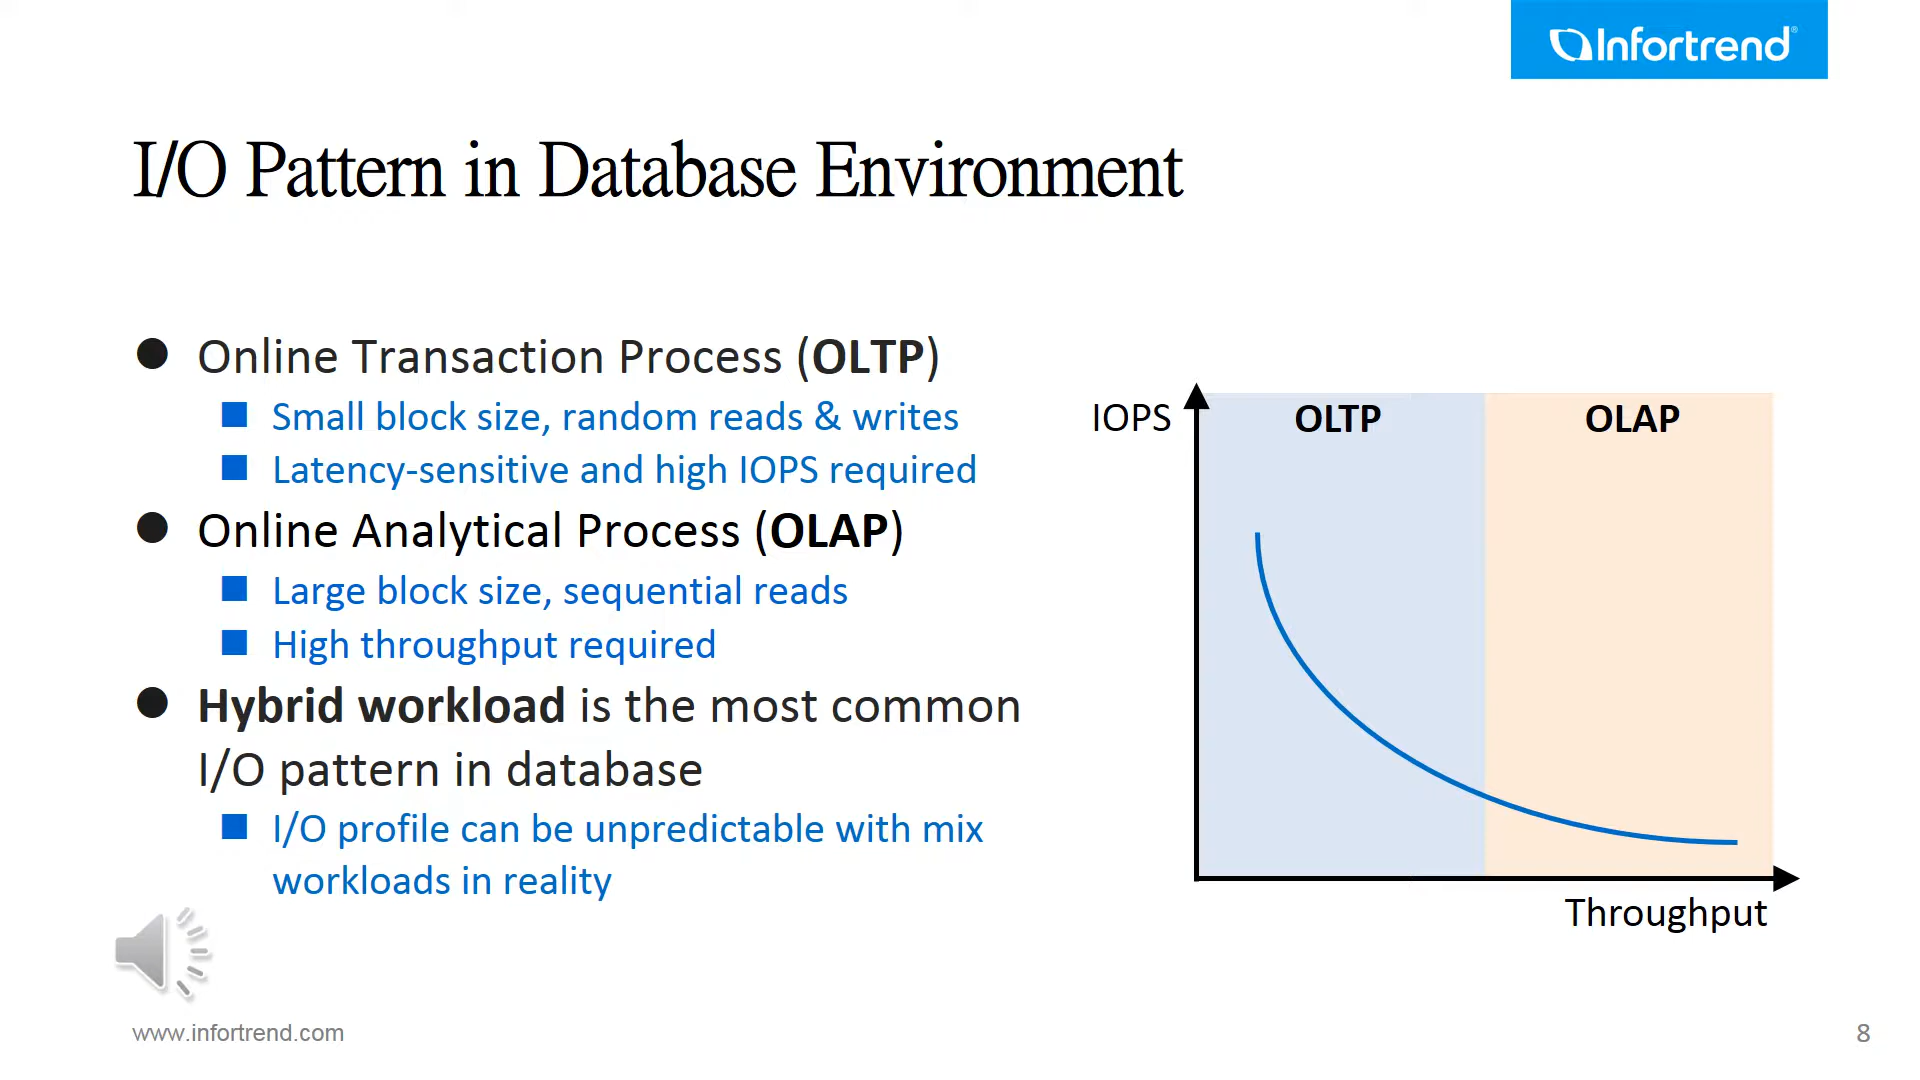 Infortrend®
I/O Pattern in Database Environment
Online Transaction Process (OLTP)
Small block size, random reads & writes
Latency-sensitive and high IOPS required
Online Analytical Process (OLAP)
Large block size, sequential reads
High throughput required
Hybrid workload is the most common
I/O pattern in database
I/O profile can be unpredictable with mix
workloads in reality
IOPS
OLTP
OLAP
Throughput
www.infortrend.com
8